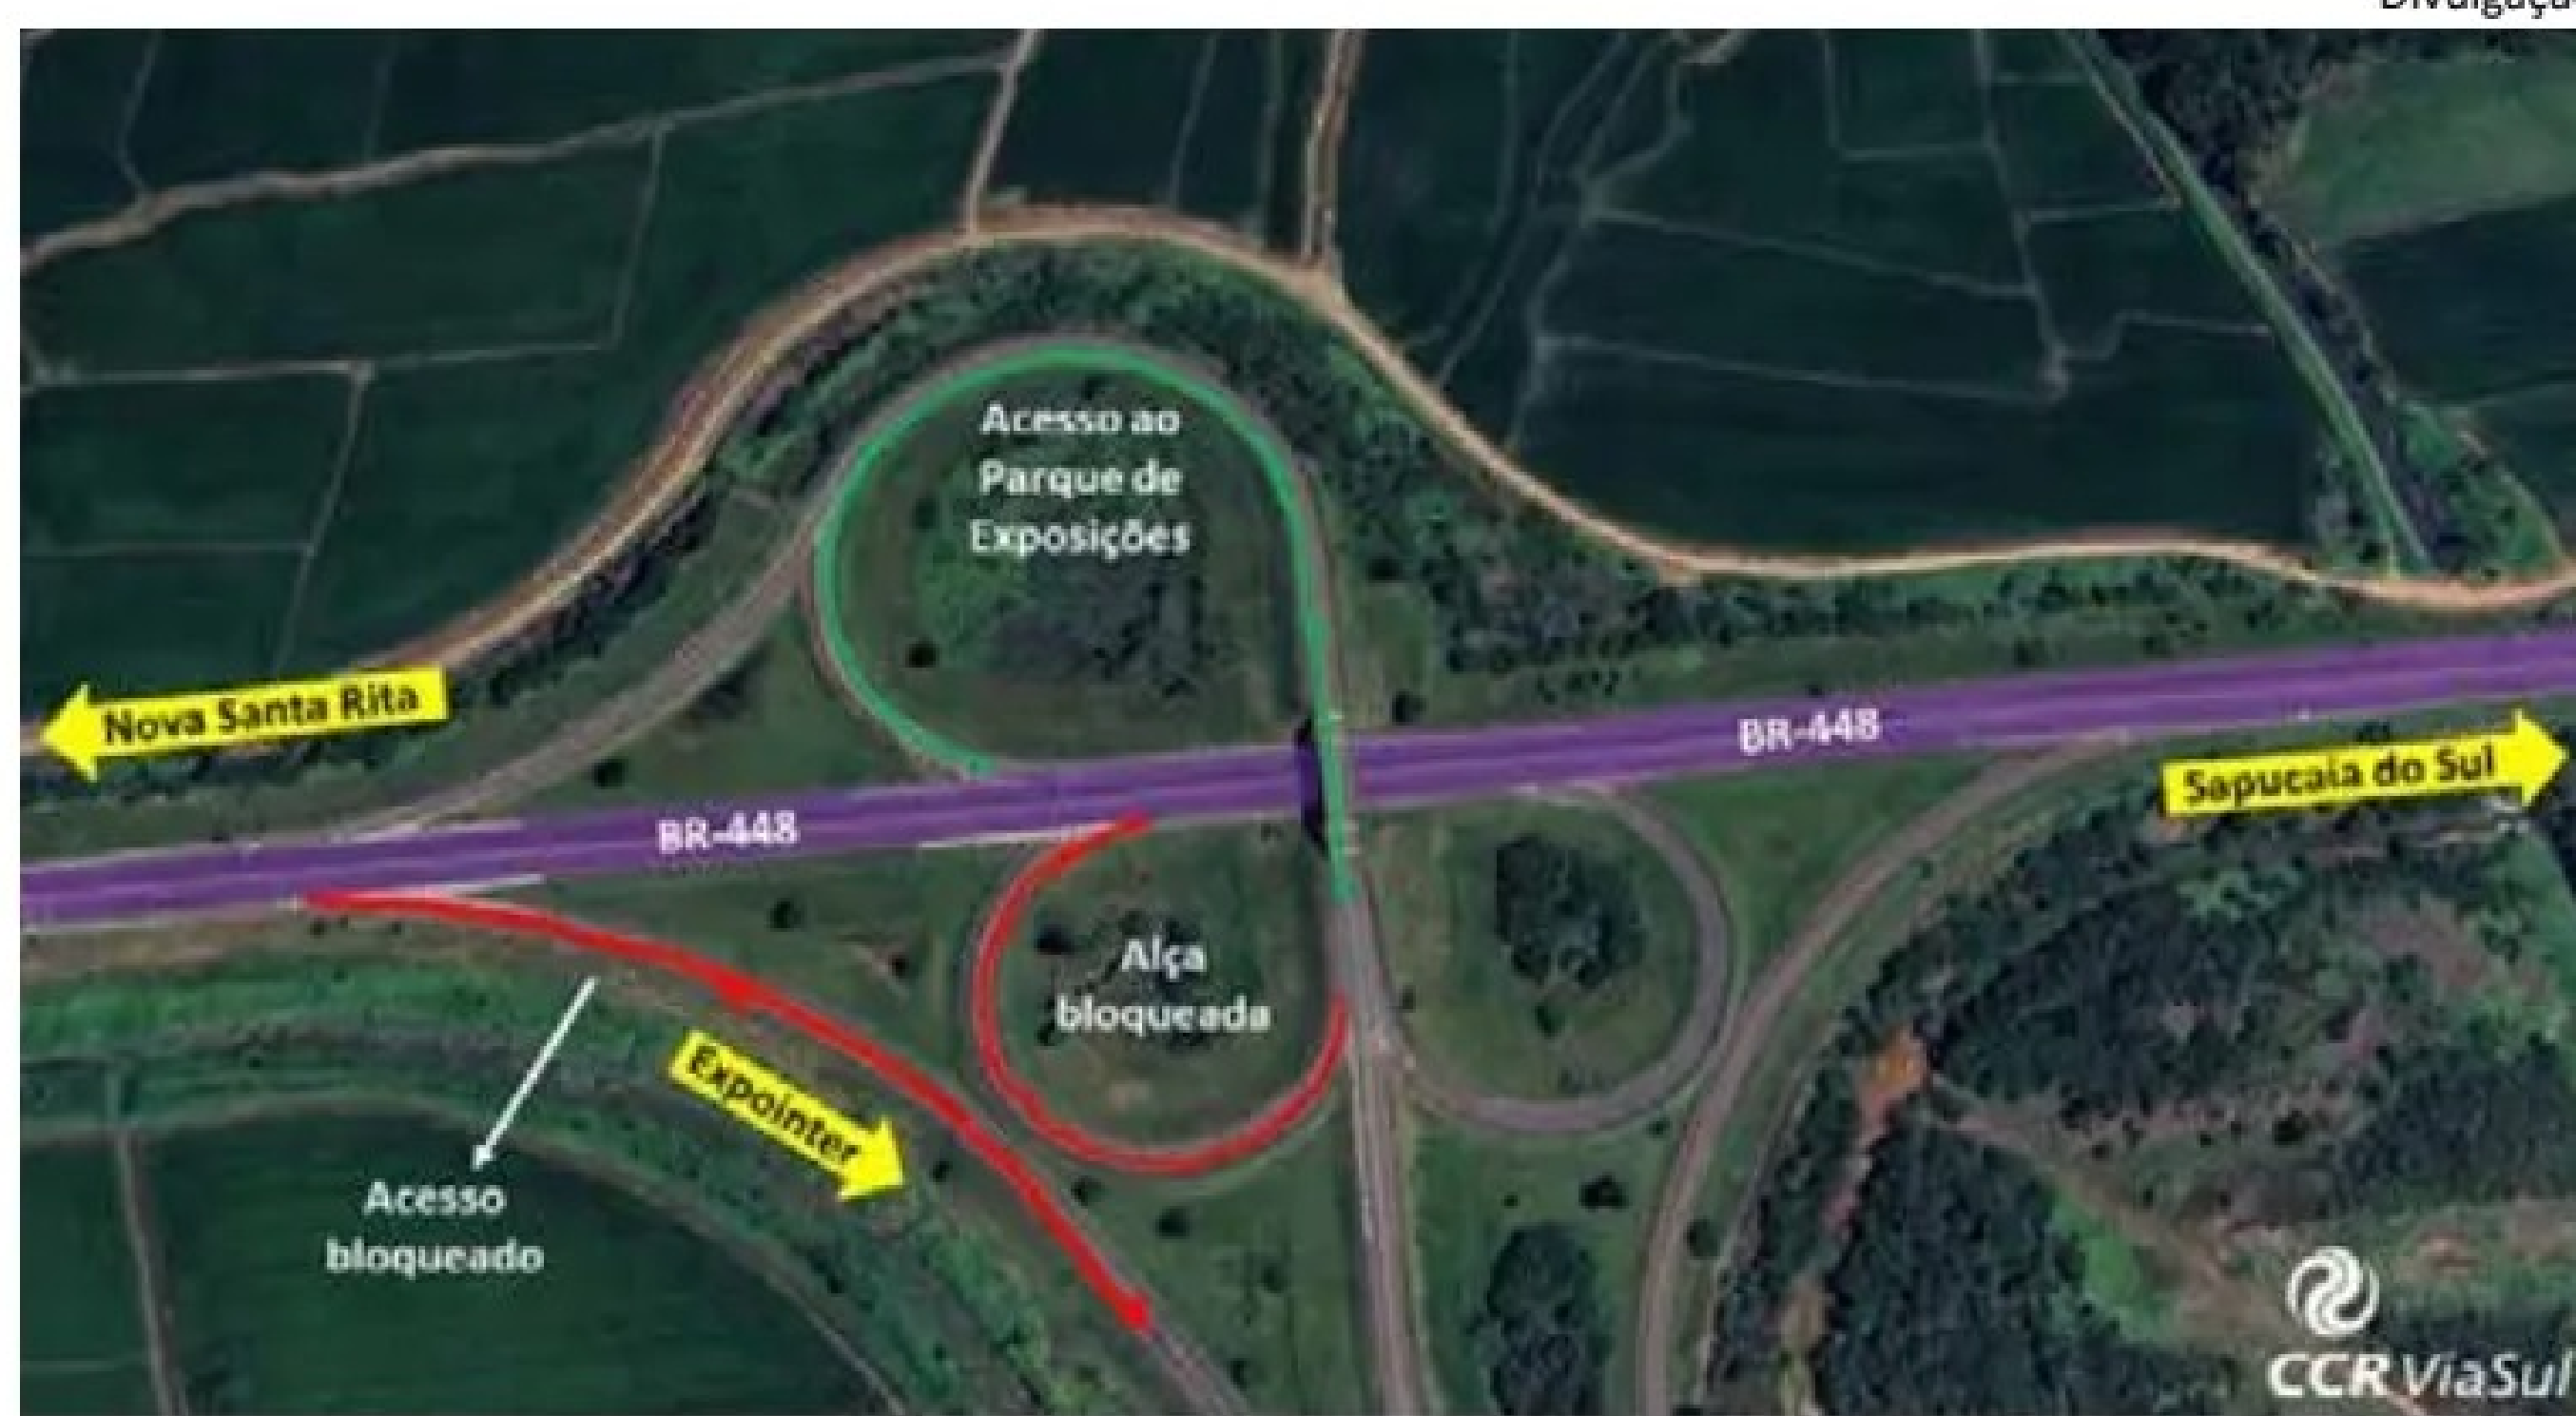 Acesso ao
Parque de
Exposições
Nova Santa Rita
BR-448
Sapucaia do Sul
BR-448
Alça
bloqueada
Expointer
Acesso
bloqueado
CCR ViaSul